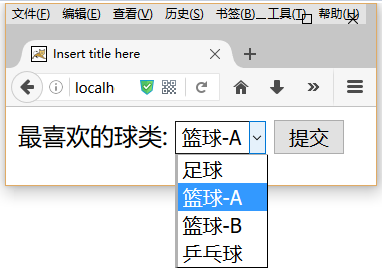 文件(F) 编辑(E) 查看(V) 历史(S) 书签(B) 工具(T) 帮助(H)
Insert title here
localh
最喜欢的球类: 篮球-A 提交
足球
篮球-A
篮球-B
乒乓球